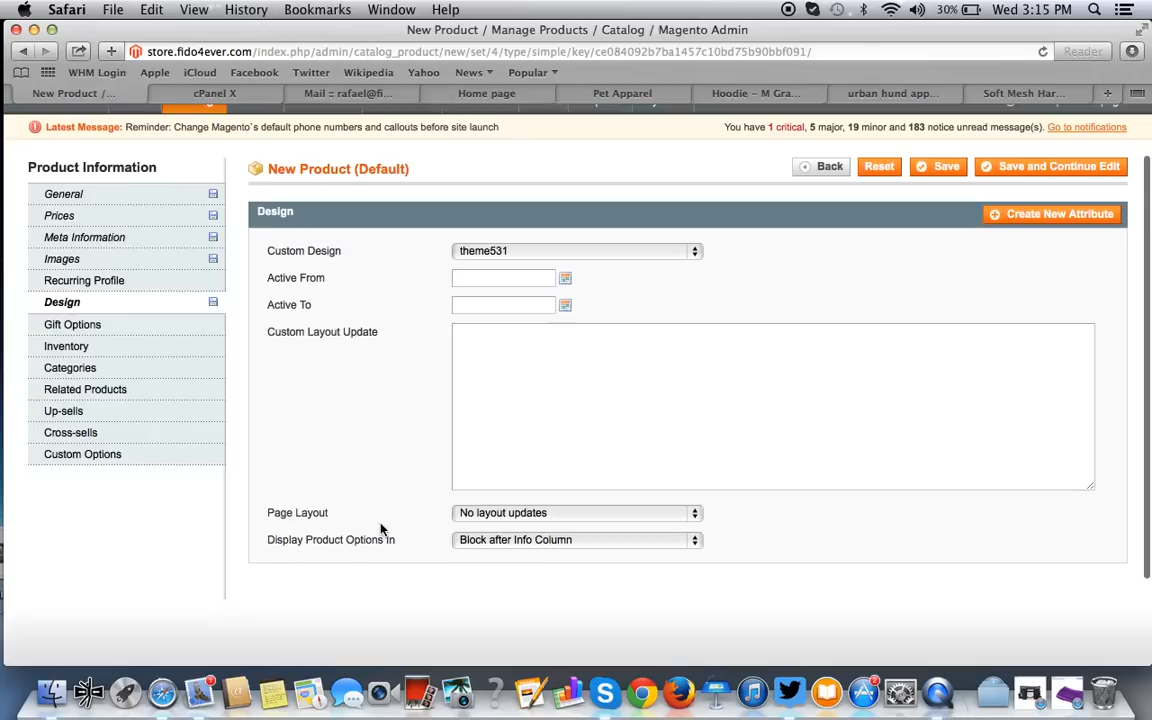 Safari File Edit View History Bookmarks Window Help 30% Wed 3:15 PM
New Product / Manage Products / Catalog / Magento Admin
store.fido4ever.com/index.php/admin/catalog_product/new/set/4/type/simple/key/ce084092b7ba1457c10bd75b90bbf091/ Reader
WHM Login Apple iCloud Facebook Twitter Wikipedia Yahoo News Popular
New Product /... cPanel X Mail :: rafael@fi... Home page Pet Apparel Hoodie – M Gra... urban hund app... Soft Mesh Har...
Latest Message: Reminder: Change Magento`s default phone numbers and callouts before site launch You have 1 critical, 5 major, 19 minor and 183 notice unread message(s). Go to notifications
Product Information
General
Prices
Meta Information
Images
Recurring Profile
Design
Gift Options
Inventory
Categories
Related Products
Up-sells
Cross-sells
Custom Options
New Product (Default) Back Reset Save Save and Continue Edit
Design Create New Attribute
Custom Design theme531
Active From
Active To
Custom Layout Update
Page Layout No layout updates
Display Product Options In Block after Info Column